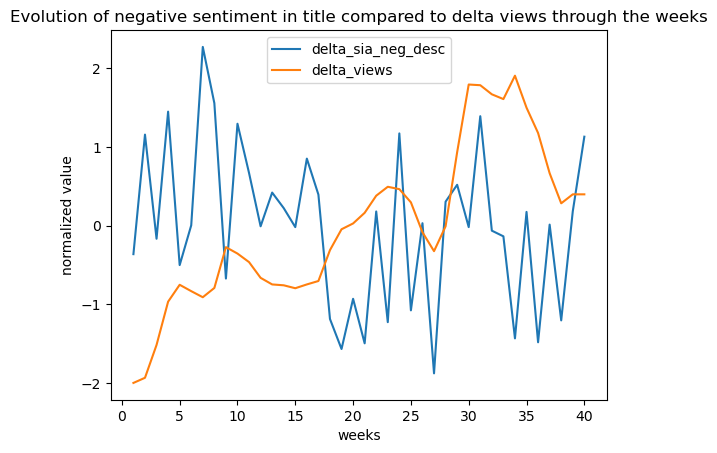 Evolution of negative sentiment in title compared to delta views through the weeks
delta_sia_neg_desc
delta_views
normalized value
2
1
0
−1
−2
0 5 10 15 20 25 30 35 40
weeks